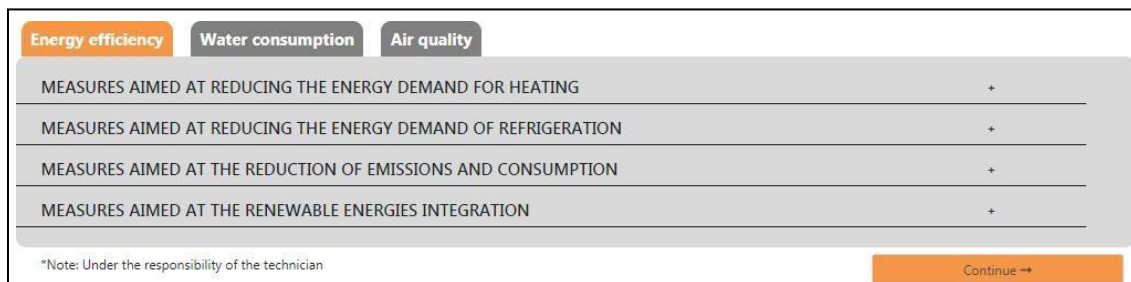 Energy efficiency Water consumption Air quality
MEASURES AIMED AT REDUCING THE ENERGY DEMAND FOR HEATING +
MEASURES AIMED AT REDUCING THE ENERGY DEMAND OF REFRIGERATION +
MEASURES AIMED AT THE REDUCTION OF EMISSIONS AND CONSUMPTION +
MEASURES AIMED AT THE RENEWABLE ENERGIES INTEGRATION +
*Note: Under the responsibility of the technician Continue →